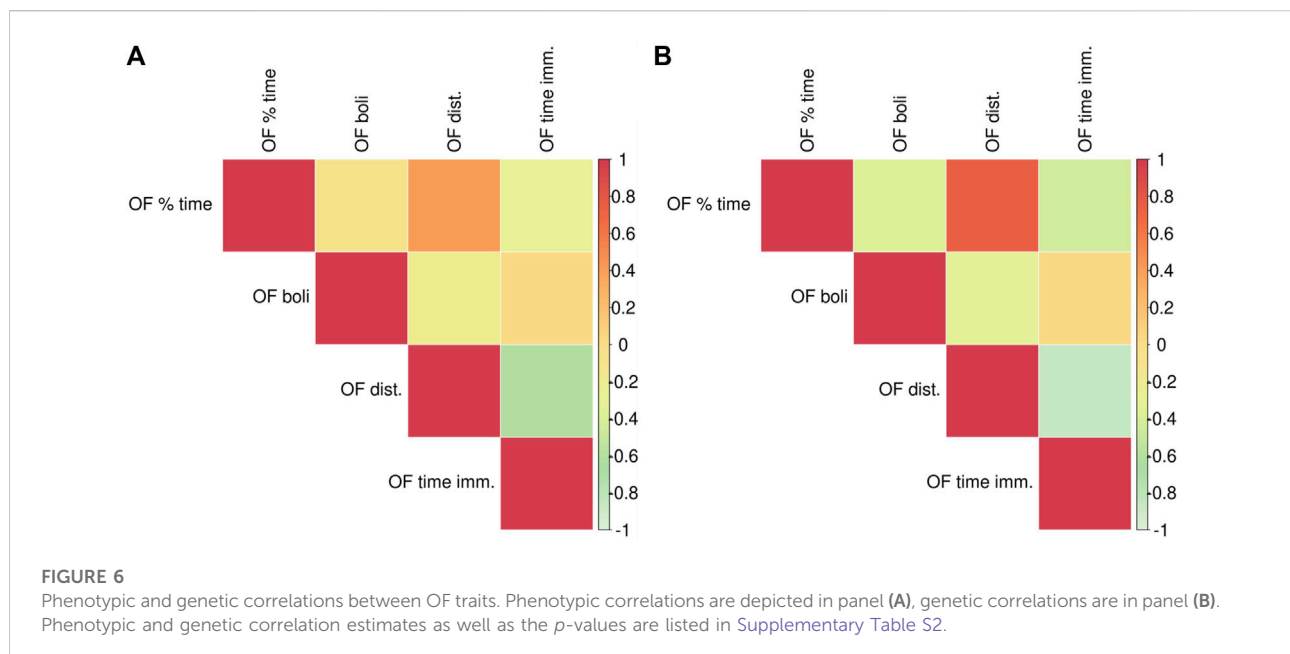 A
OF % time
OF boli
OF dist.
OF time imm.
OF % time
OF boli
OF dist.
OF time imm.
1
0.8
0.6
0.4
0.2
0
-0.2
-0.4
-0.6
-0.8
-1
B
OF % time
OF boli
OF dist.
OF time imm.
OF % time
OF boli
OF dist.
OF time imm.
1
0.8
0.6
0.4
0.2
0
-0.2
-0.4
-0.6
-0.8
-1
FIGURE 6
Phenotypic and genetic correlations between OF traits. Phenotypic correlations are depicted in panel (A), genetic correlations are in panel (B).
Phenotypic and genetic correlation estimates as well as the p-values are listed in Supplementary Table S2.